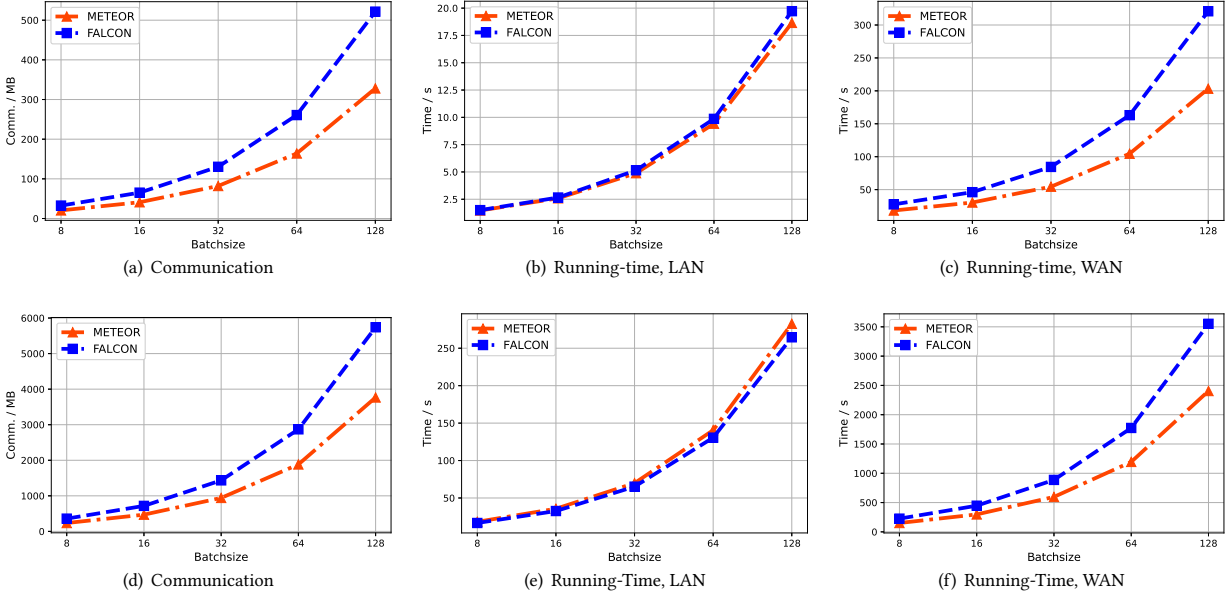 500
400
300
200
100
0
Comm. / MB
METEOR
FALCON
8 16 32 64 128
Batchsize
(a) Communication
20.0
17.5
15.0
12.5
10.0
7.5
5.0
2.5
Time / s
METEOR
FALCON
8 16 32 64 128
Batchsize
(b) Running-time, LAN
300
250
200
150
100
50
Time / s
METEOR
FALCON
8 16 32 64 128
Batchsize
(c) Running-time, WAN
6000
5000
4000
3000
2000
1000
0
Comm. / MB
METEOR
FALCON
8 16 32 64 128
Batchsize
(d) Communication
250
200
150
100
50
Time / s
METEOR
FALCON
8 16 32 64 128
Batchsize
(e) Running-Time, LAN
3500
3000
2500
2000
1500
1000
500
0
Time / s
METEOR
FALCON
8 16 32 64 128
Batchsize
(f) Running-Time, WAN